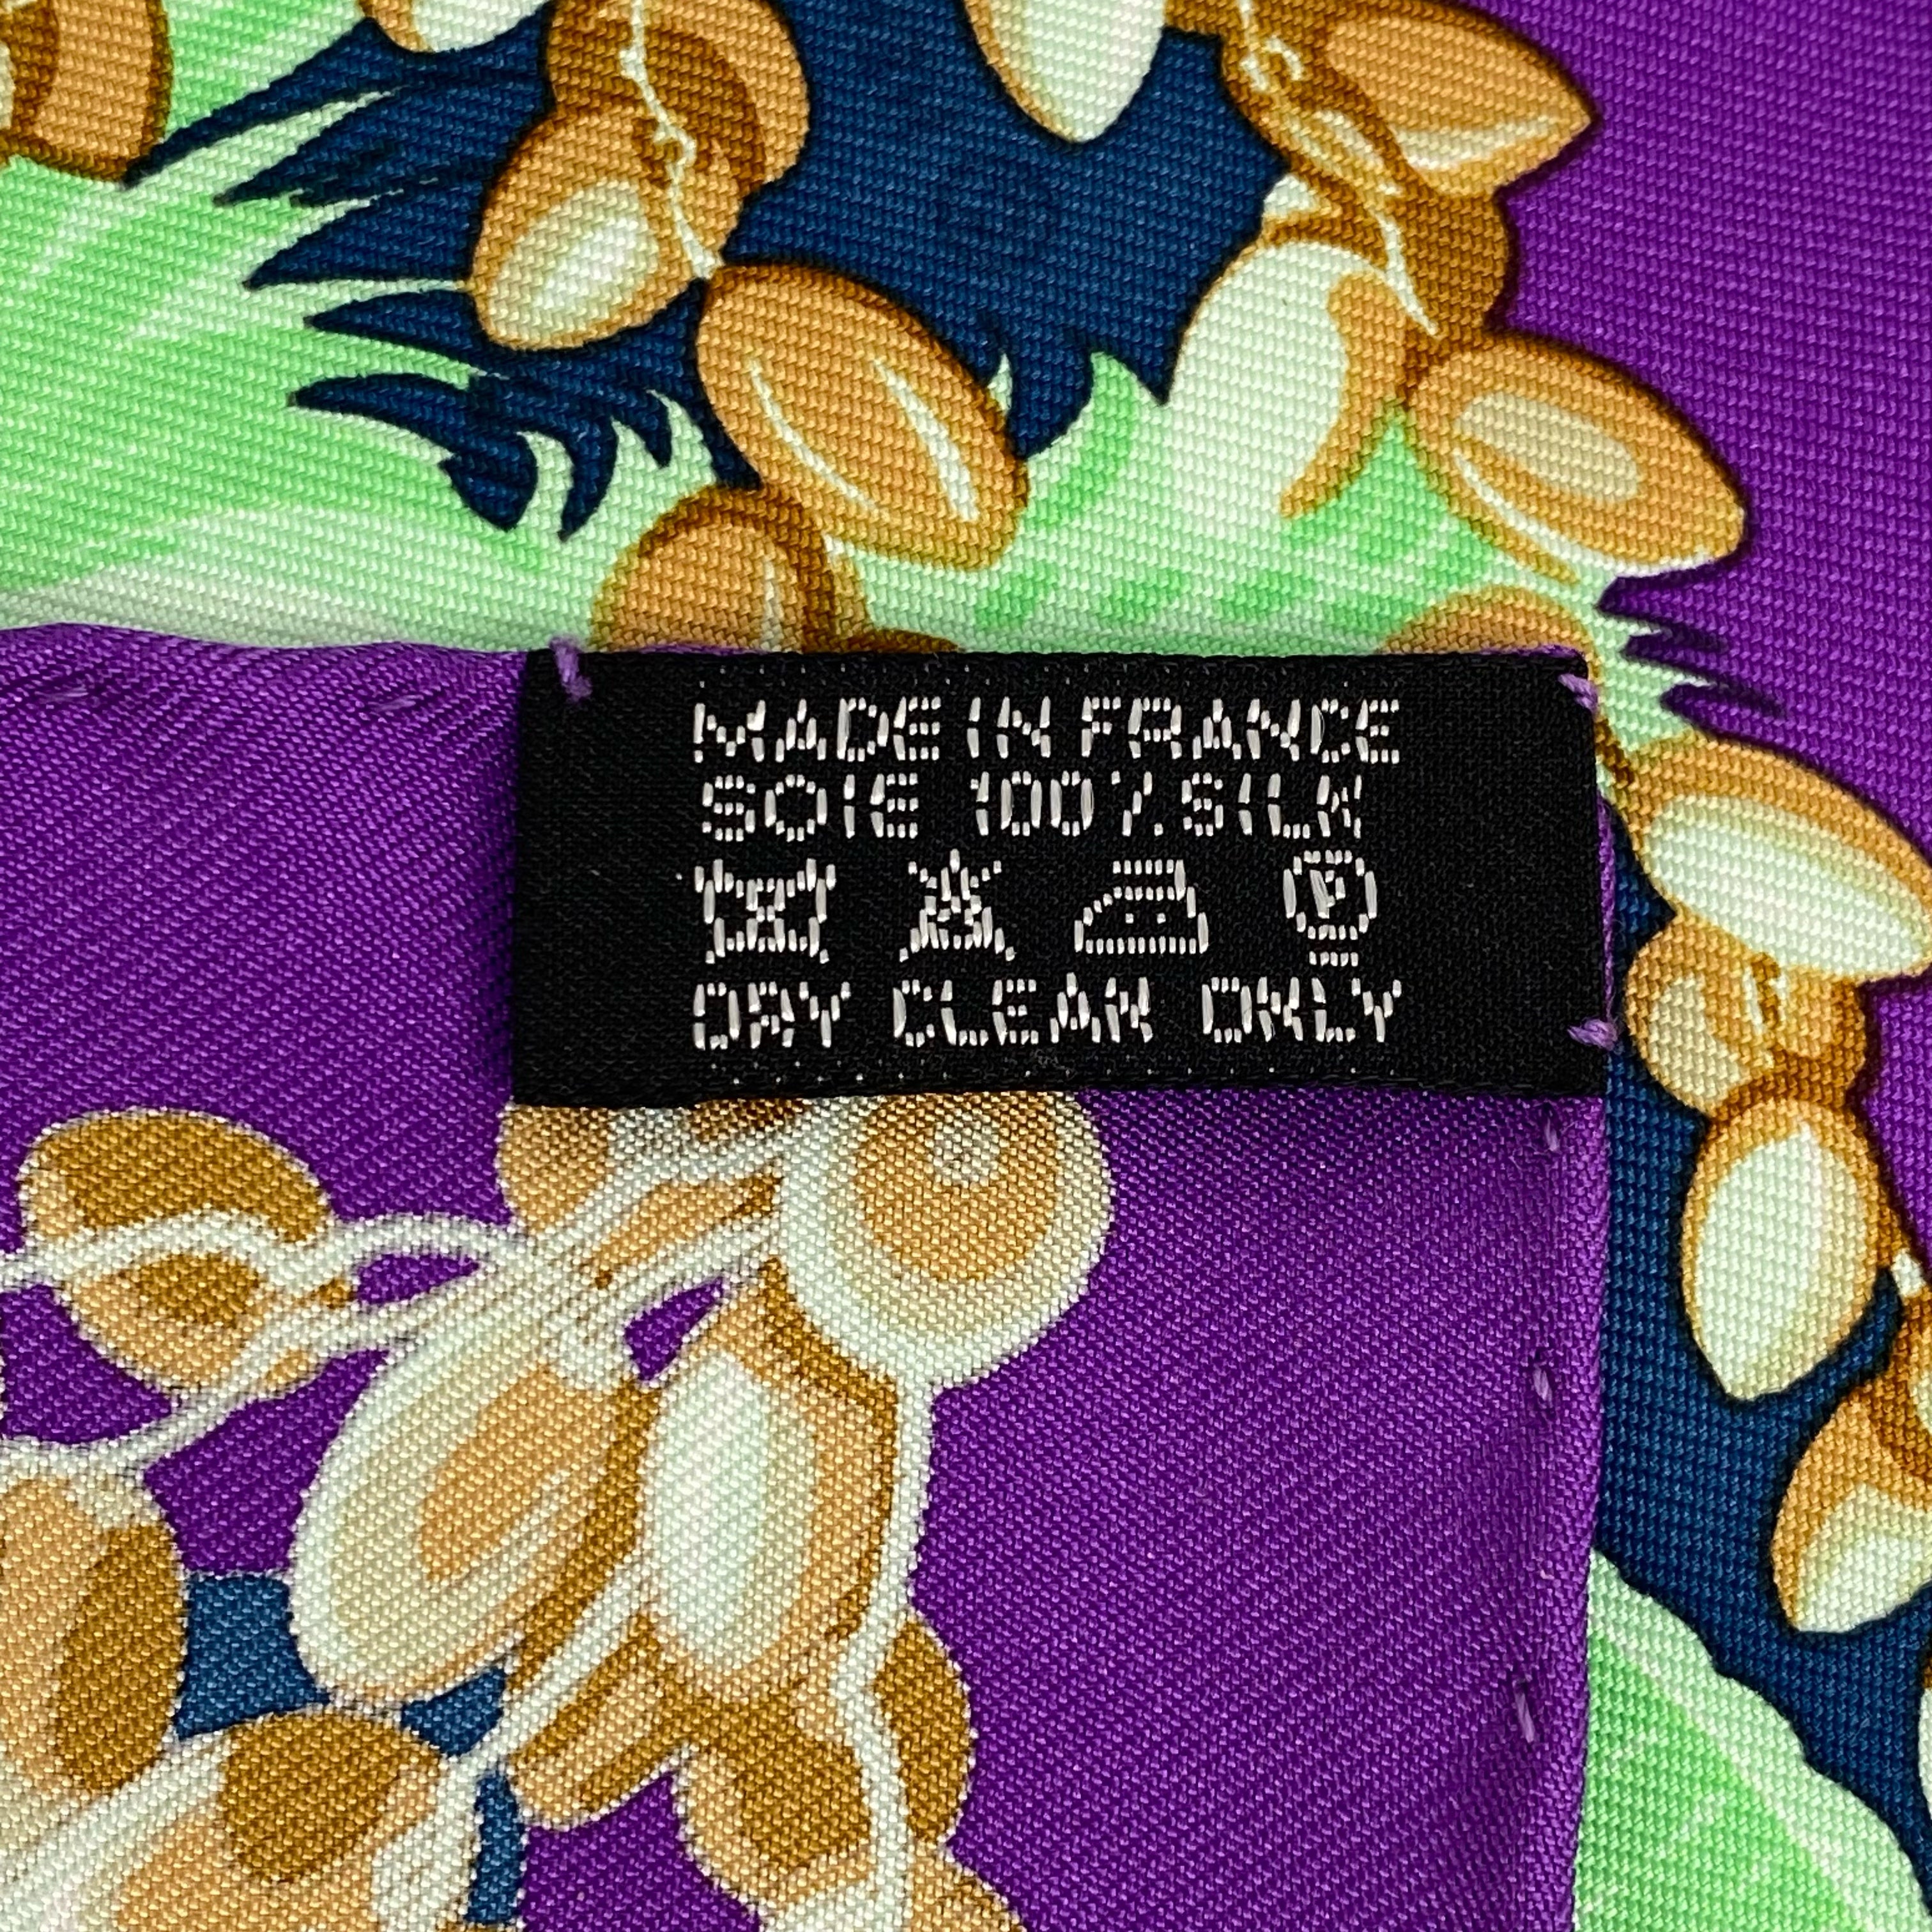 MADE IN FRANCE
SOIE 100% SILK
P
DRY CLEAN ONLY